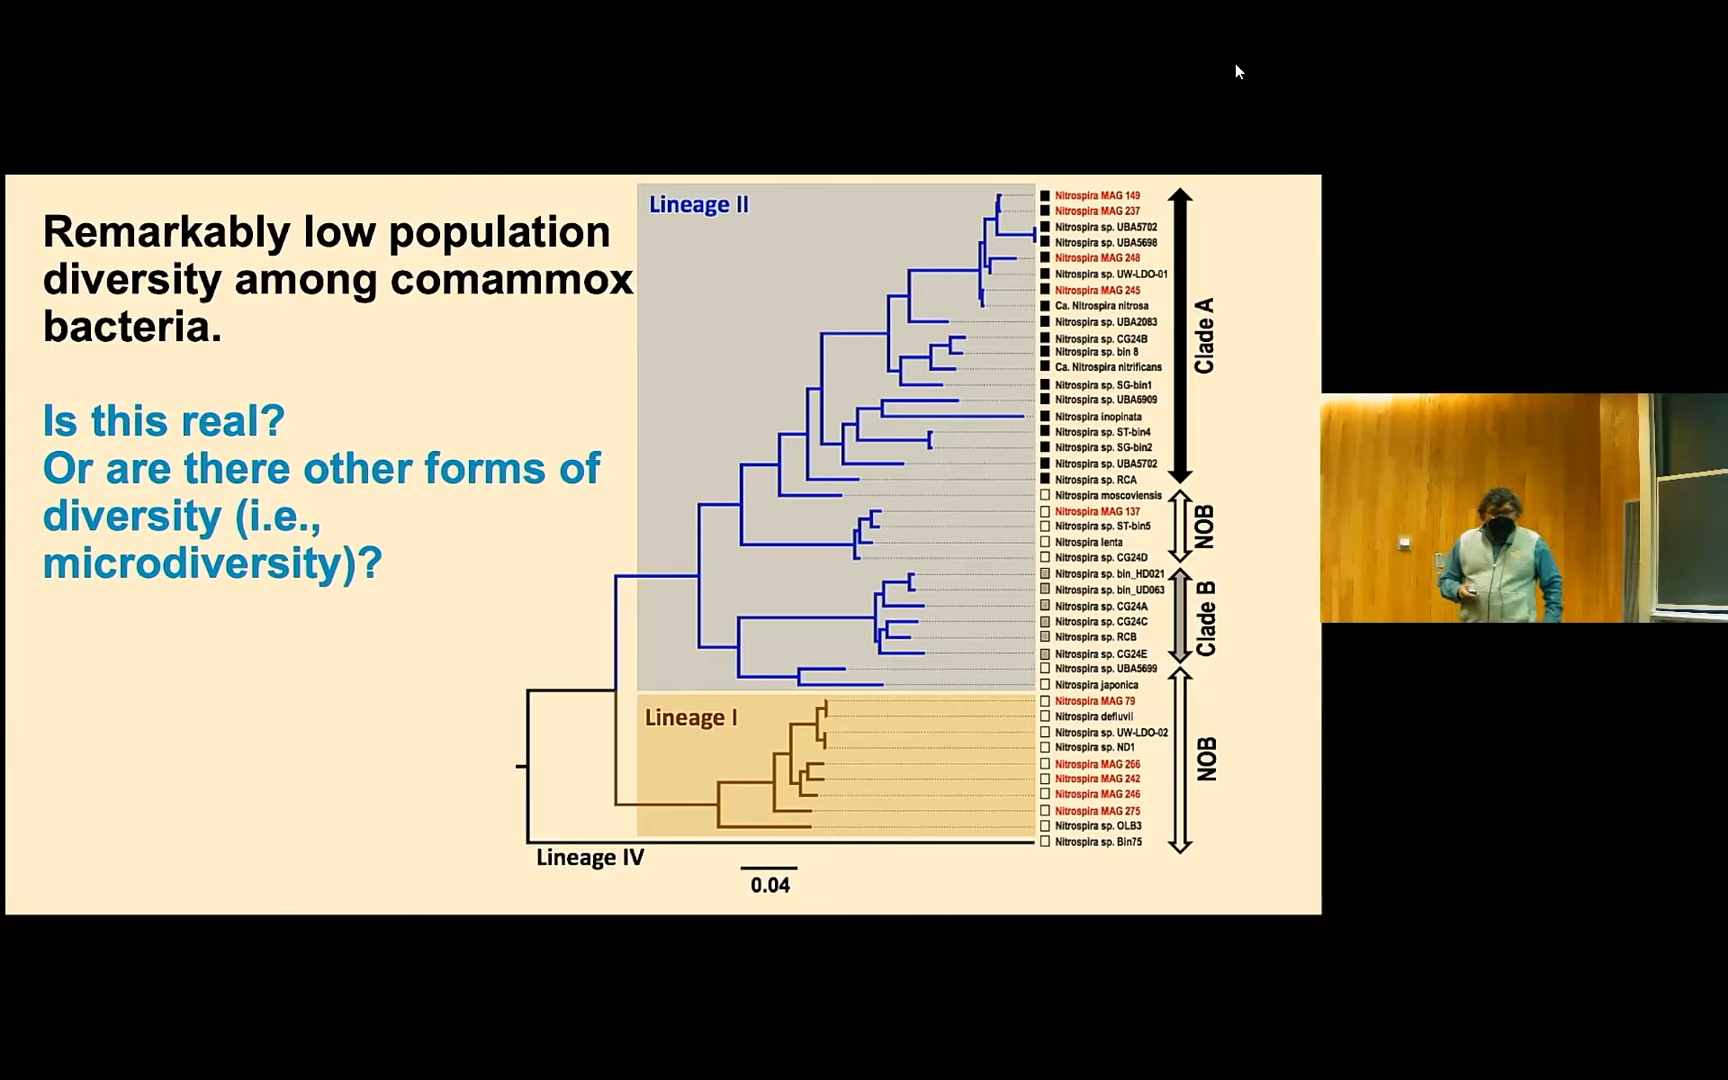 Remarkably low population
diversity among comammox
bacteria.
Is this real?
Or are there other forms of
diversity (i.e.,
microdiversity)?
Lineage II
Nitrospira MAG 149
Nitrospira MAG 237
Nitrospira sp. UBA5702
Nitrospira sp. UBA5698
Nitrospira MAG 248
Nitrospira sp. UW-LDO-01
Nitrospira MAG 245
Ca. Nitrospira nitrosa
Nitrospira sp. UBA2083
Nitrospira sp. CG24B
Nitrospira sp. bin 8
Ca. Nitrospira nitrificans
Nitrospira sp. SG-bin1
Nitrospira sp. UBA6909
Nitrospira inopinata
Nitrospira sp. ST-bin4
Nitrospira sp. SG-bin2
Nitrospira sp. UBA5702
Nitrospira sp. RCA
Clade A
Nitrospira moscoviensis
Nitrospira MAG 137
Nitrospira sp. ST-bin5
Nitrospira lenta
Nitrospira sp. CG24D
NOB
Nitrospira sp. bin_HD021
Nitrospira sp. bin_UD063
Nitrospira sp. CG24A
Nitrospira sp. CG24C
Nitrospira sp. RCB
Nitrospira sp. CG24E
Clade B
Nitrospira sp. UBA5699
Nitrospira japonica
Lineage I
Nitrospira MAG 79
Nitrospira defluvii
Nitrospira sp. UW-LDO-02
Nitrospira sp. ND1
Nitrospira MAG 266
Nitrospira MAG 242
Nitrospira MAG 246
Nitrospira MAG 275
Nitrospira sp. OLB3
Nitrospira sp. Bin75
NOB
Lineage IV
0.04